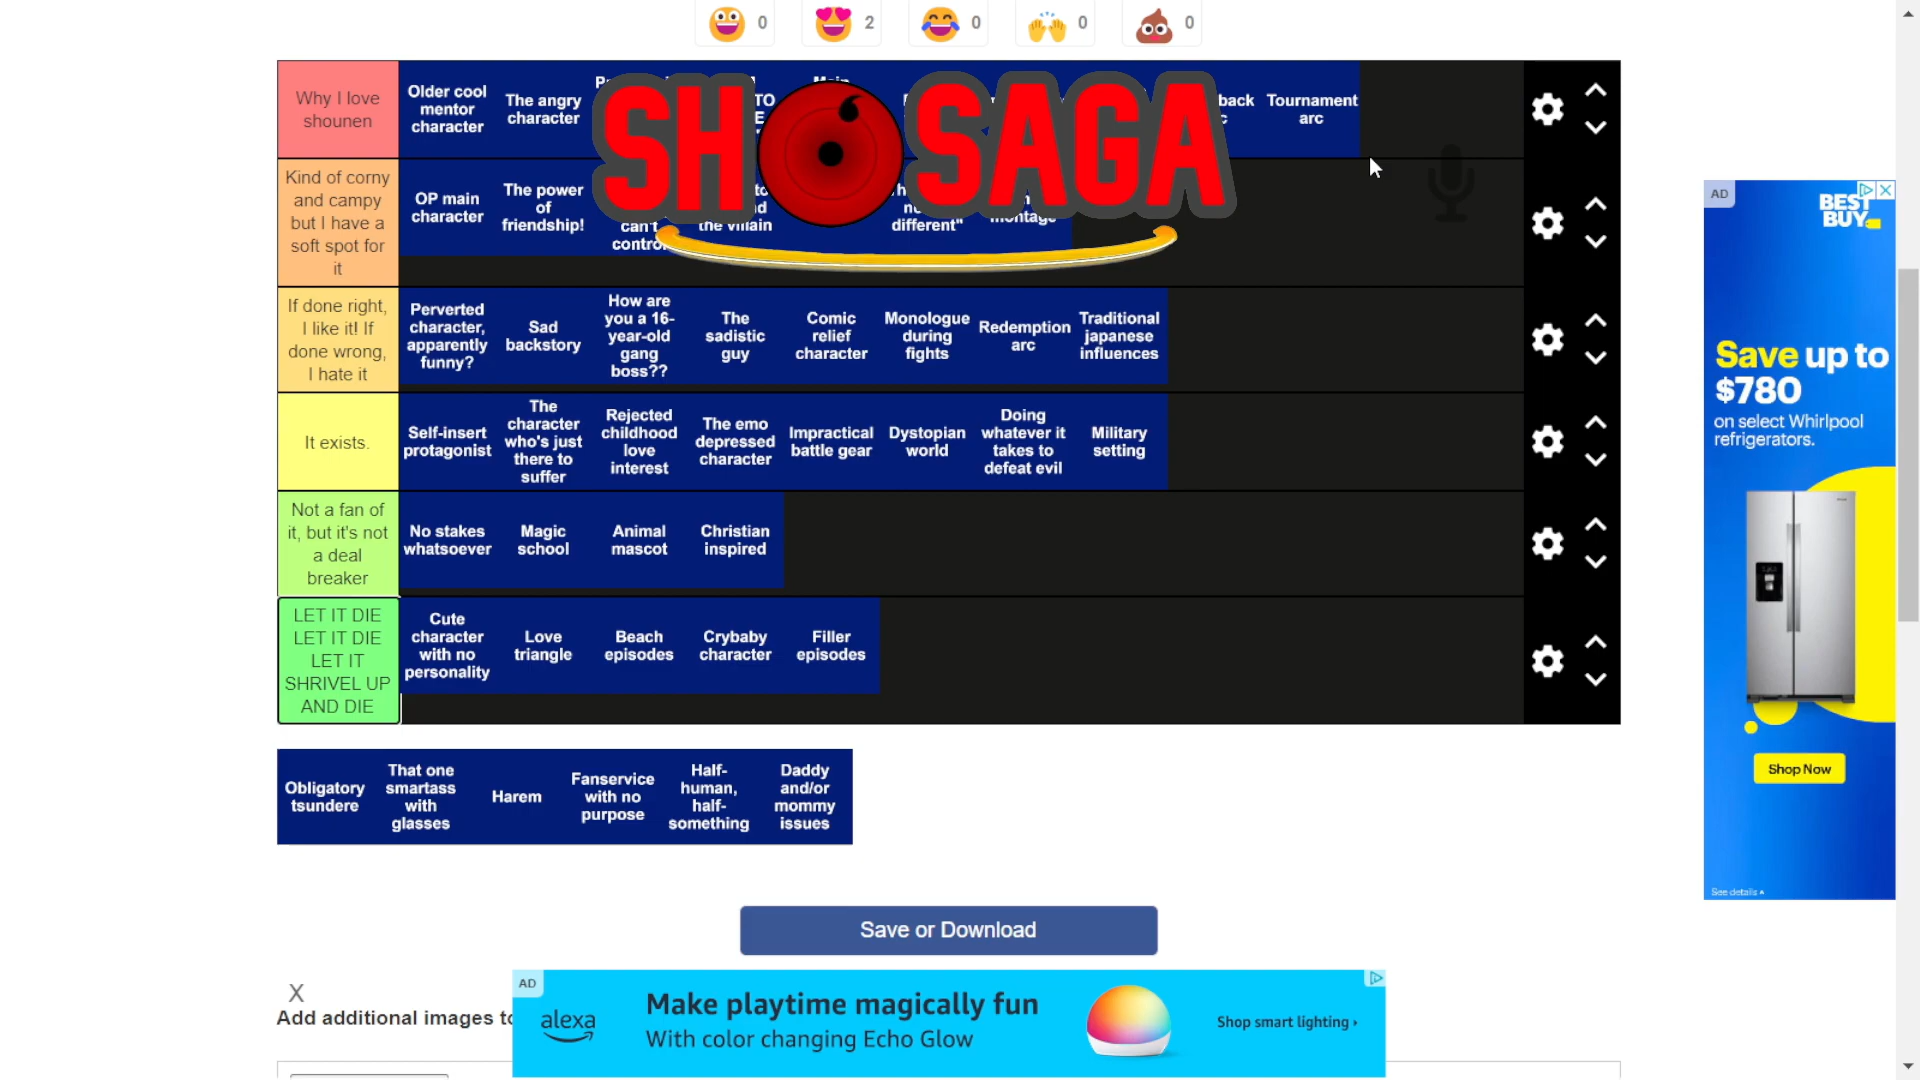 0
2
0
0
0
Why I love
shounen
Older cool
mentor
character
The angry
character
Main
TO
back
Tournament
arc
SH SAGA
Kind of corny
and campy
but I have a
soft spot for
it
OP main
character
The power
of
friendship!
can't
the villain
different"
montage
If done right,
I like it! If
done wrong,
I hate it
Perverted
character,
apparently
funny?
Sad
backstory
How are
you a 16-
year-old
gang
boss??
The
sadistic
guy
Comic
relief
character
Monologue
during
fights
Redemption
arc
Traditional
japanese
influences
It exists.
Self-insert
protagonist
The
character
who's just
there to
suffer
Rejected
childhood
love
interest
The emo
depressed
character
Impractical
battle gear
Dystopian
world
Doing
whatever it
takes to
defeat evil
Military
setting
Not a fan of
it, but it's not
a deal
breaker
No stakes
whatsoever
Magic
school
Animal
mascot
Christian
inspired
LET IT DIE
LET IT DIE
LET IT
SHRIVEL UP
AND DIE
Cute
character
with no
personality
Love
triangle
Beach
episodes
Crybaby
character
Filler
episodes
Obligatory
tsundere
That one
smartass
with
glasses
Harem
Fanservice
with no
purpose
Half-
human,
half-
something
Daddy
and/or
mommy
issues
Save or Download
X
Add additional images to
AD
alexa
Make playtime magically fun
With color changing Echo Glow
Shop smart lighting ›
AD
BEST
BUY
Save up to
$780
on select Whirlpool
refrigerators.
Shop Now
See details